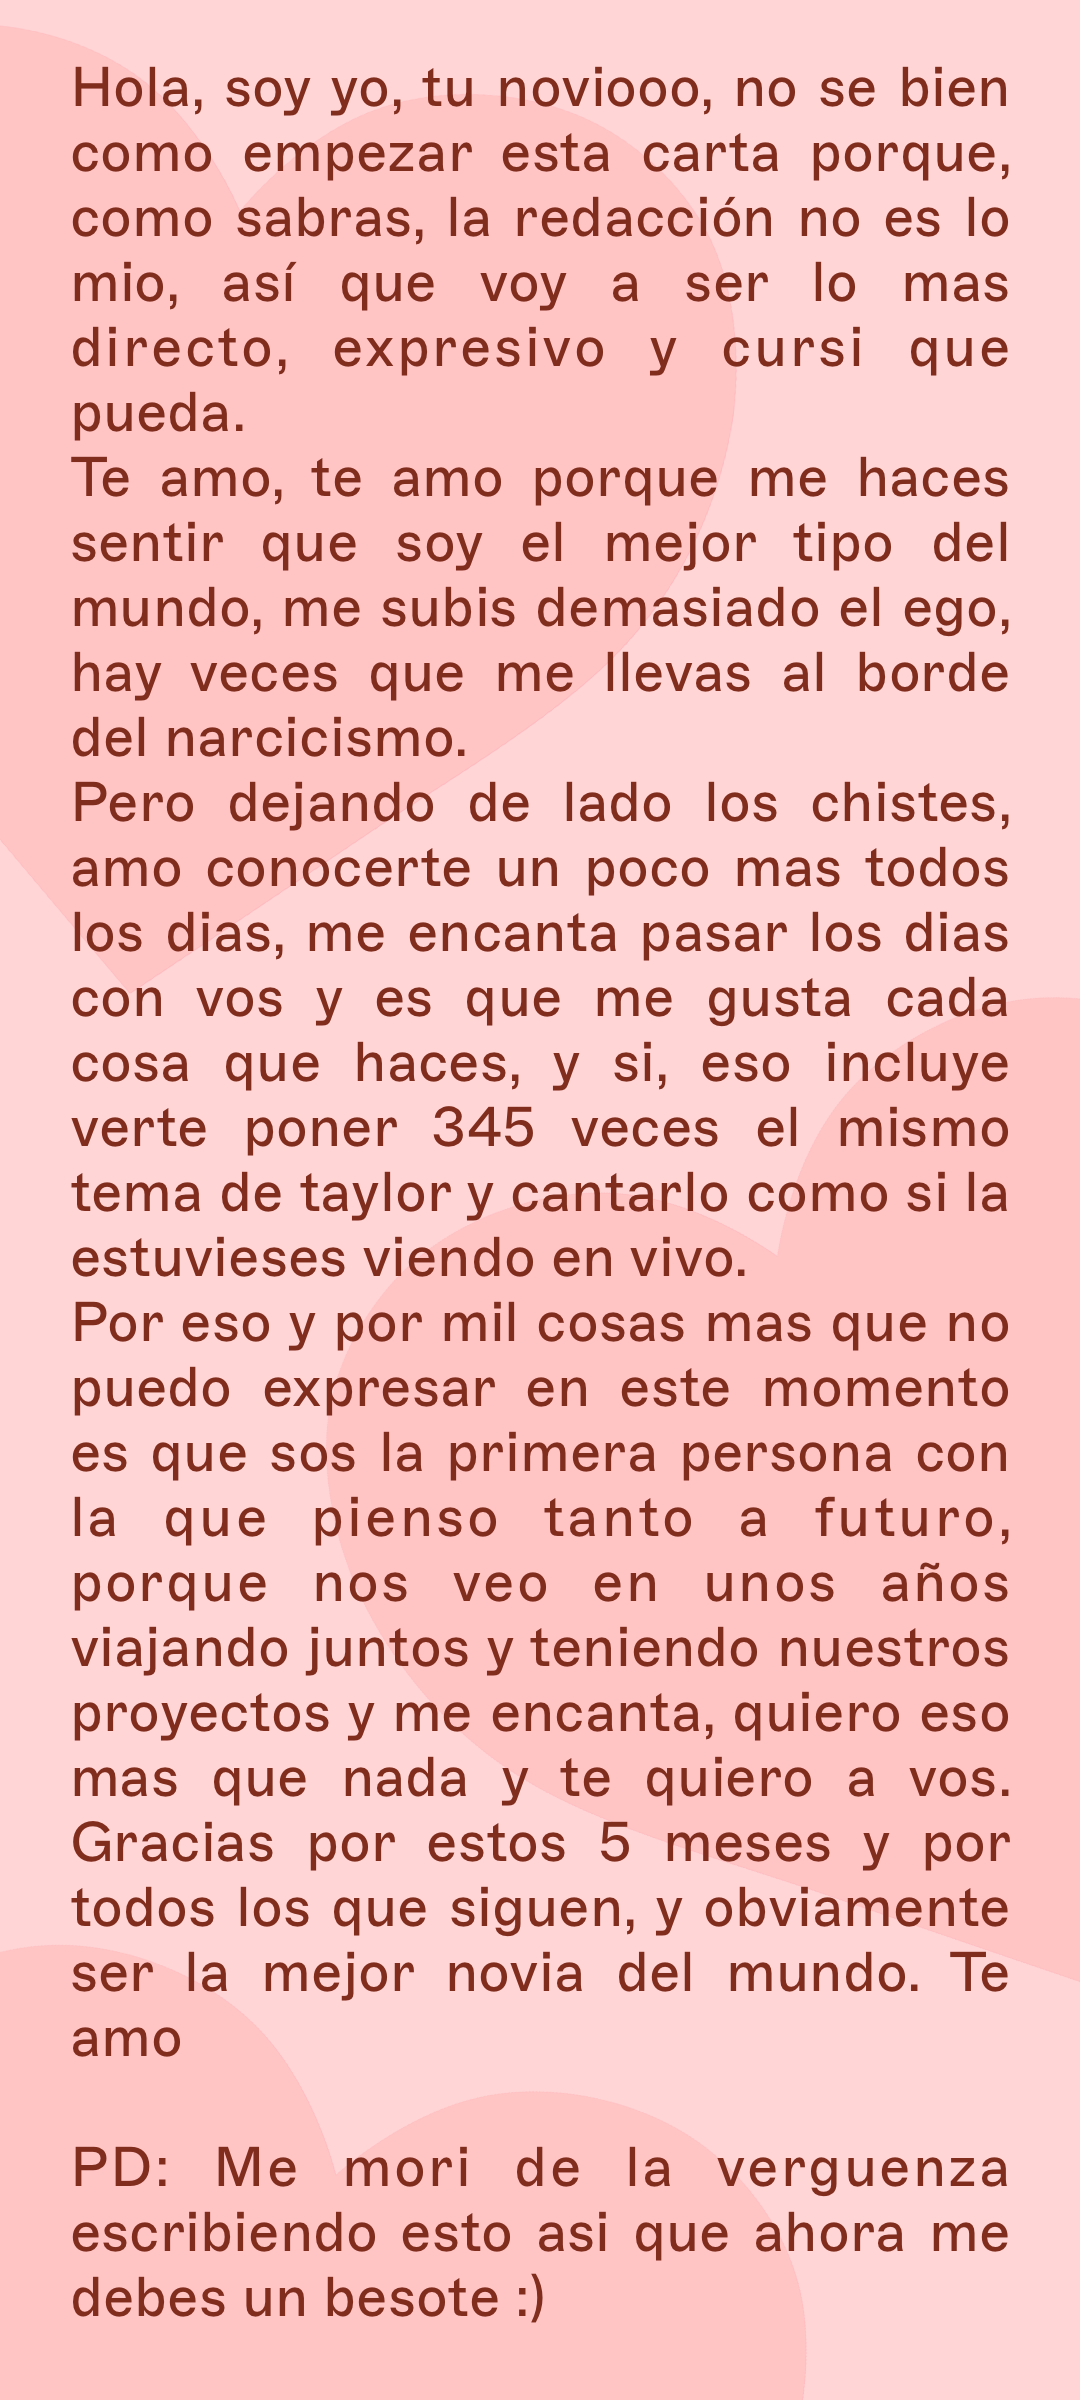 Hola, soy yo, tu noviooo, no se bien
como empezar esta carta porque,
como sabras, la redacción no es lo
mio, así que voy a ser lo mas
directo, expresivo y cursi que
pueda.
Te amo, te amo porque me haces
sentir que soy el mejor tipo del
mundo, me subis demasiado el ego,
hay veces que me llevas al borde
del narcicismo.
Pero dejando de lado los chistes,
amo conocerte un poco mas todos
los dias, me encanta pasar los dias
con vos y es que me gusta cada
cosa que haces, y si, eso incluye
verte poner 345 veces el mismo
tema de taylor y cantarlo como si la
estuvieses viendo en vivo.
Por eso y por mil cosas mas que no
puedo expresar en este momento
es que sos la primera persona con
la que pienso tanto a futuro,
porque nos veo en unos años
viajando juntos y teniendo nuestros
proyectos y me encanta, quiero eso
mas que nada y te quiero a vos.
Gracias por estos 5 meses y por
todos los que siguen, y obviamente
ser la mejor novia del mundo. Te
amo
PD: Me mori de la verguenza
escribiendo esto asi que ahora me
debes un besote :)